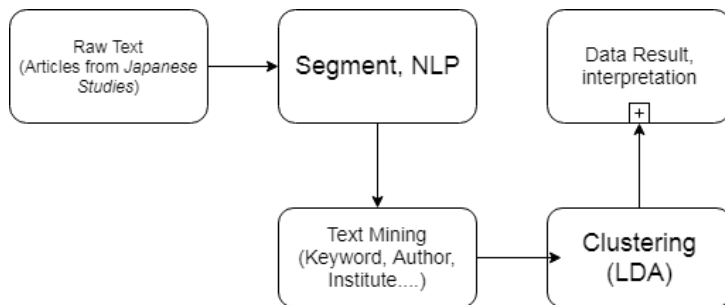 Raw Text
(Articles from Japanese
Studies)
Segment, NLP
Data Result,
interpretation
+
Text Mining
(Keyword, Author,
Institute....)
Clustering
(LDA)